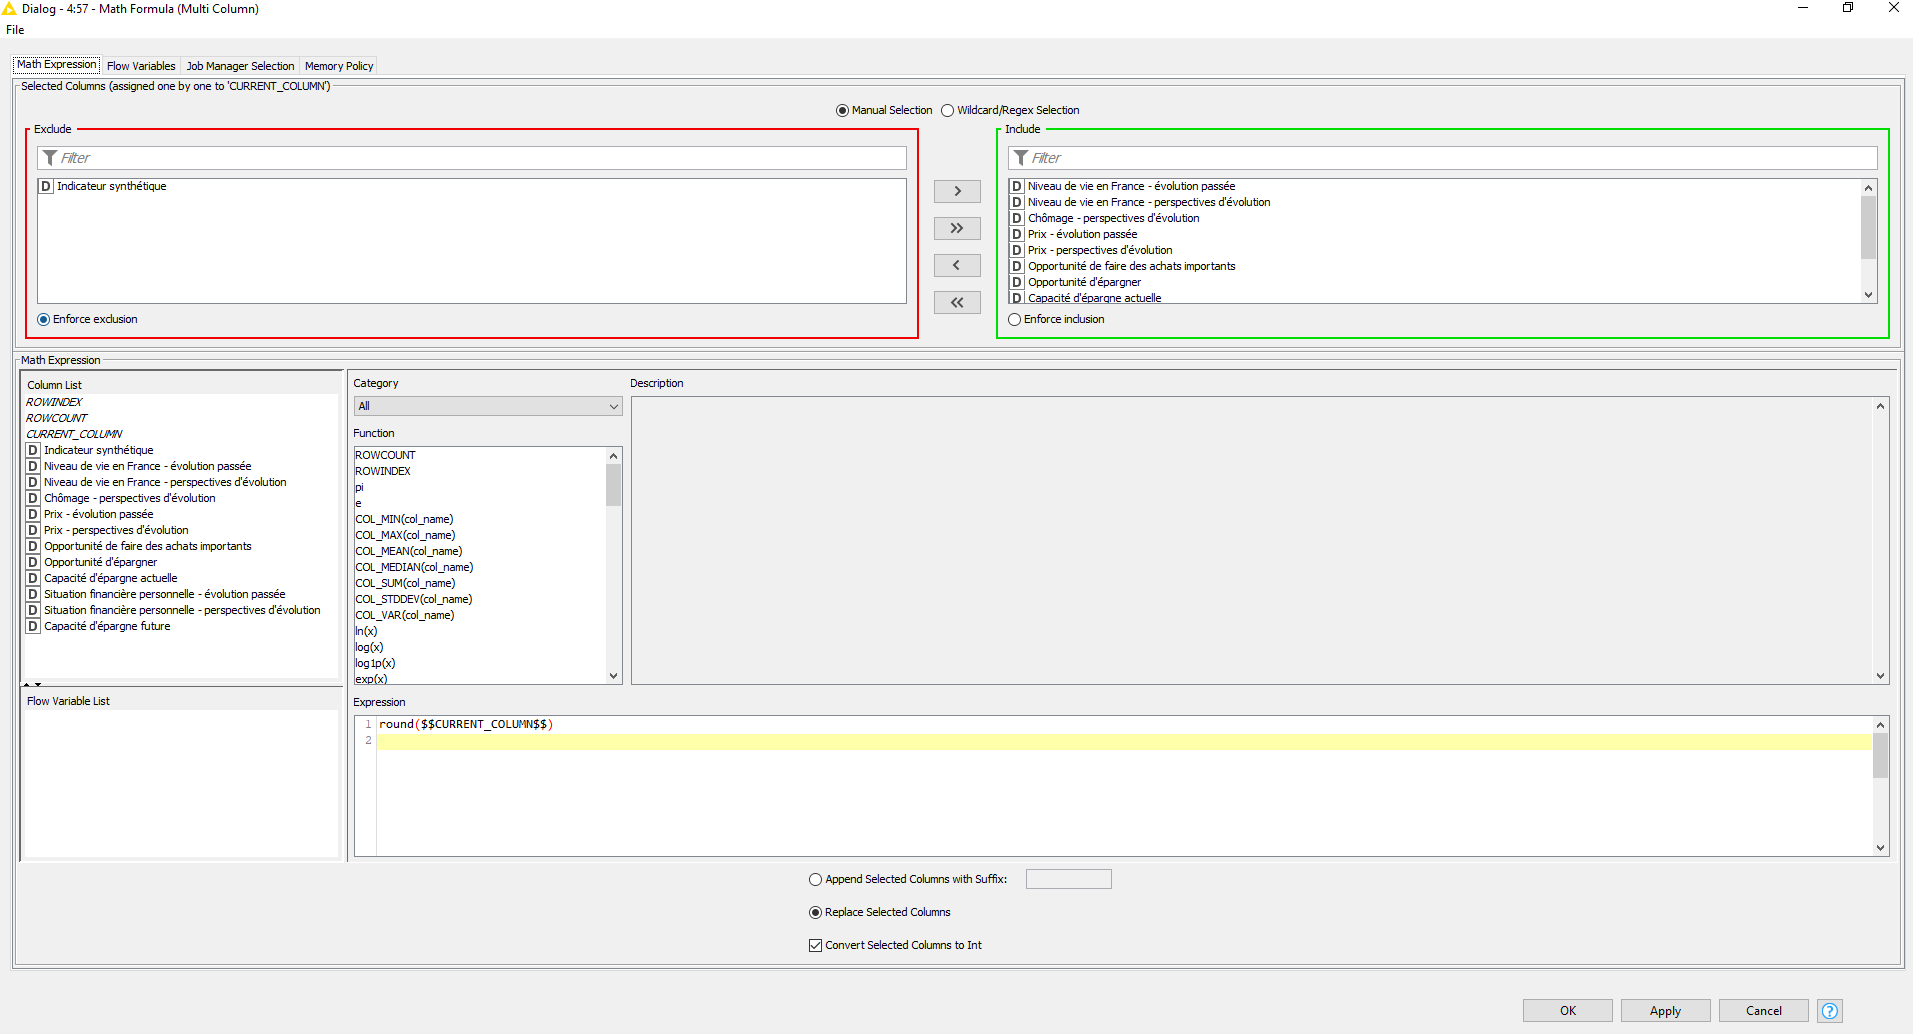 Dialog - 4:57 - Math Formula (Multi Column)
File
Math Expression
Flow Variables
Job Manager Selection
Memory Policy
Selected Columns (assigned one by one to 'CURRENT_COLUMN')
Manual Selection
Wildcard/Regex Selection
Exclude
Filter
D Indicateur synthétique
Enforce exclusion
>
>>
<
<<
Include
Filter
D Niveau de vie en France - évolution passée
D Niveau de vie en France - perspectives d'évolution
D Chômage - perspectives d'évolution
D Prix - évolution passée
D Prix - perspectives d'évolution
D Opportunité de faire des achats importants
D Opportunité d'épargner
D Capacité d'épargne actuelle
Enforce inclusion
Math Expression
Column List
ROWINDEX
ROWCOUNT
CURRENT_COLUMN
D Indicateur synthétique
D Niveau de vie en France - évolution passée
D Niveau de vie en France - perspectives d'évolution
D Chômage - perspectives d'évolution
D Prix - évolution passée
D Prix - perspectives d'évolution
D Opportunité de faire des achats importants
D Opportunité d'épargner
D Capacité d'épargne actuelle
D Situation financière personnelle - évolution passée
D Situation financière personnelle - perspectives d'évolution
D Capacité d'épargne future
Flow Variable List
Category
All
Function
ROWCOUNT
ROWINDEX
pi
e
COL_MIN(col_name)
COL_MAX(col_name)
COL_MEAN(col_name)
COL_MEDIAN(col_name)
COL_SUM(col_name)
COL_STDDEV(col_name)
COL_VAR(col_name)
ln(x)
log(x)
log1p(x)
exp(x)
Description
Expression
1 round($$CURRENT_COLUMN$$)
2
Append Selected Columns with Suffix:
Replace Selected Columns
Convert Selected Columns to Int
OK
Apply
Cancel
?